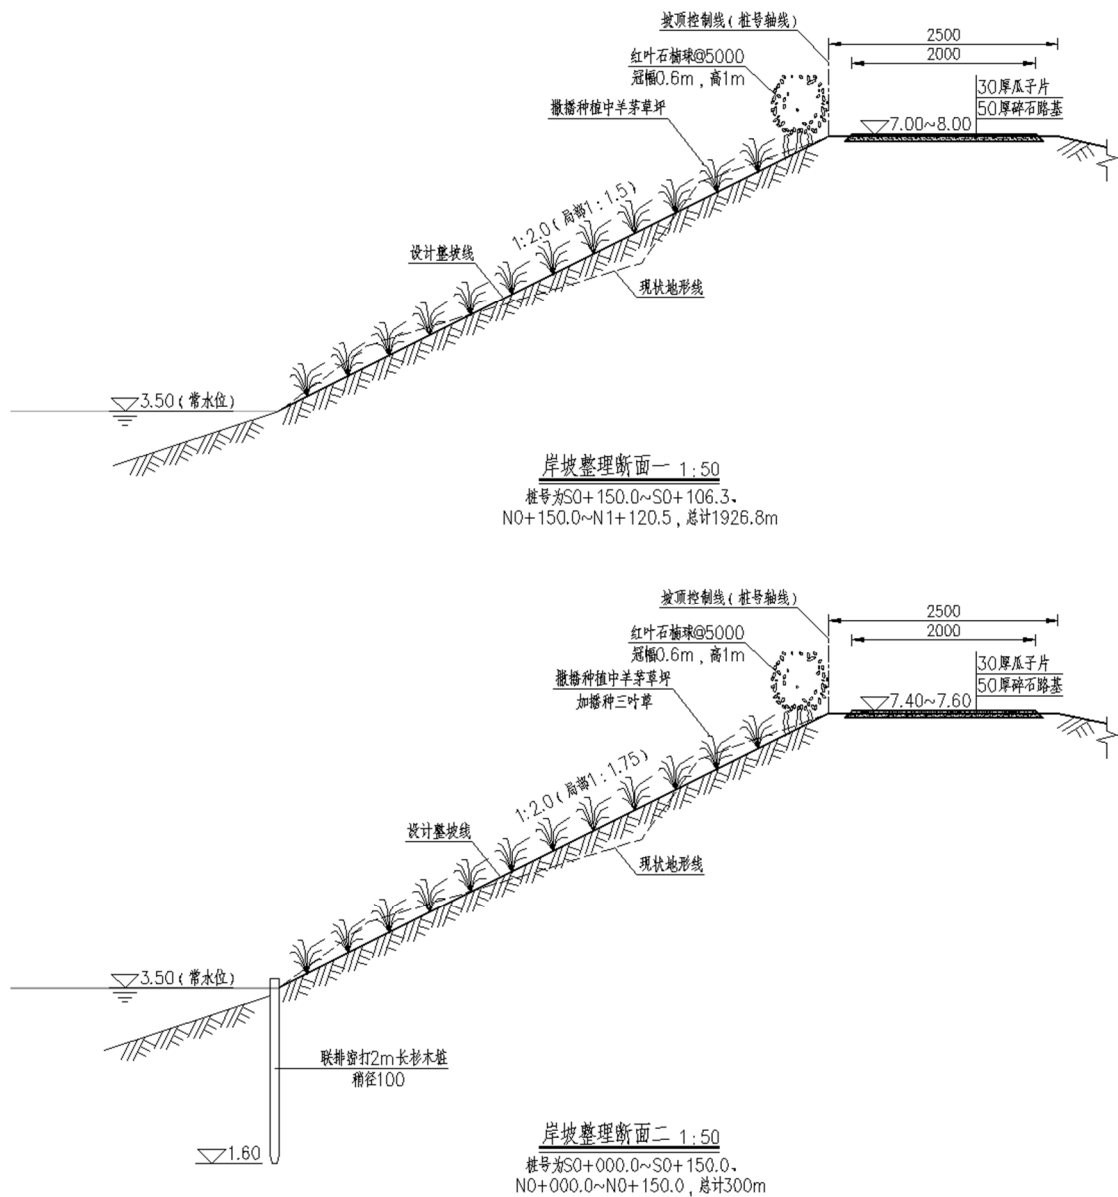 坡顶控制线(桩号轴线)
2500
红叶石楠球@5000
2000
冠幅0.6m,高1m
30厚瓜子片
撒播种植中羊茅草坪
50厚碎石路基
7.00~8.00
1:2.0(局部1:1.5)
设计整坡线
现状地形线
3.50(常水位)
岸坡整理断面一 1:50
桩号为S0+150.0~S0+106.3、
N0+150.0~N1+120.5,总计1926.8m
坡顶控制线(桩号轴线)
2500
红叶石楠球@5000
2000
冠幅0.6m,高1m
30厚瓜子片
撒播种植中羊茅草坪
50厚碎石路基
加播种三叶草
7.40~7.60
1:2.0(局部1:1.75)
设计整坡线
现状地形线
3.50(常水位)
联排密打2m长杉木桩
稍径100
1.60
岸坡整理断面二 1:50
桩号为S0+000.0~S0+150.0、
N0+000.0~N0+150.0,总计300m